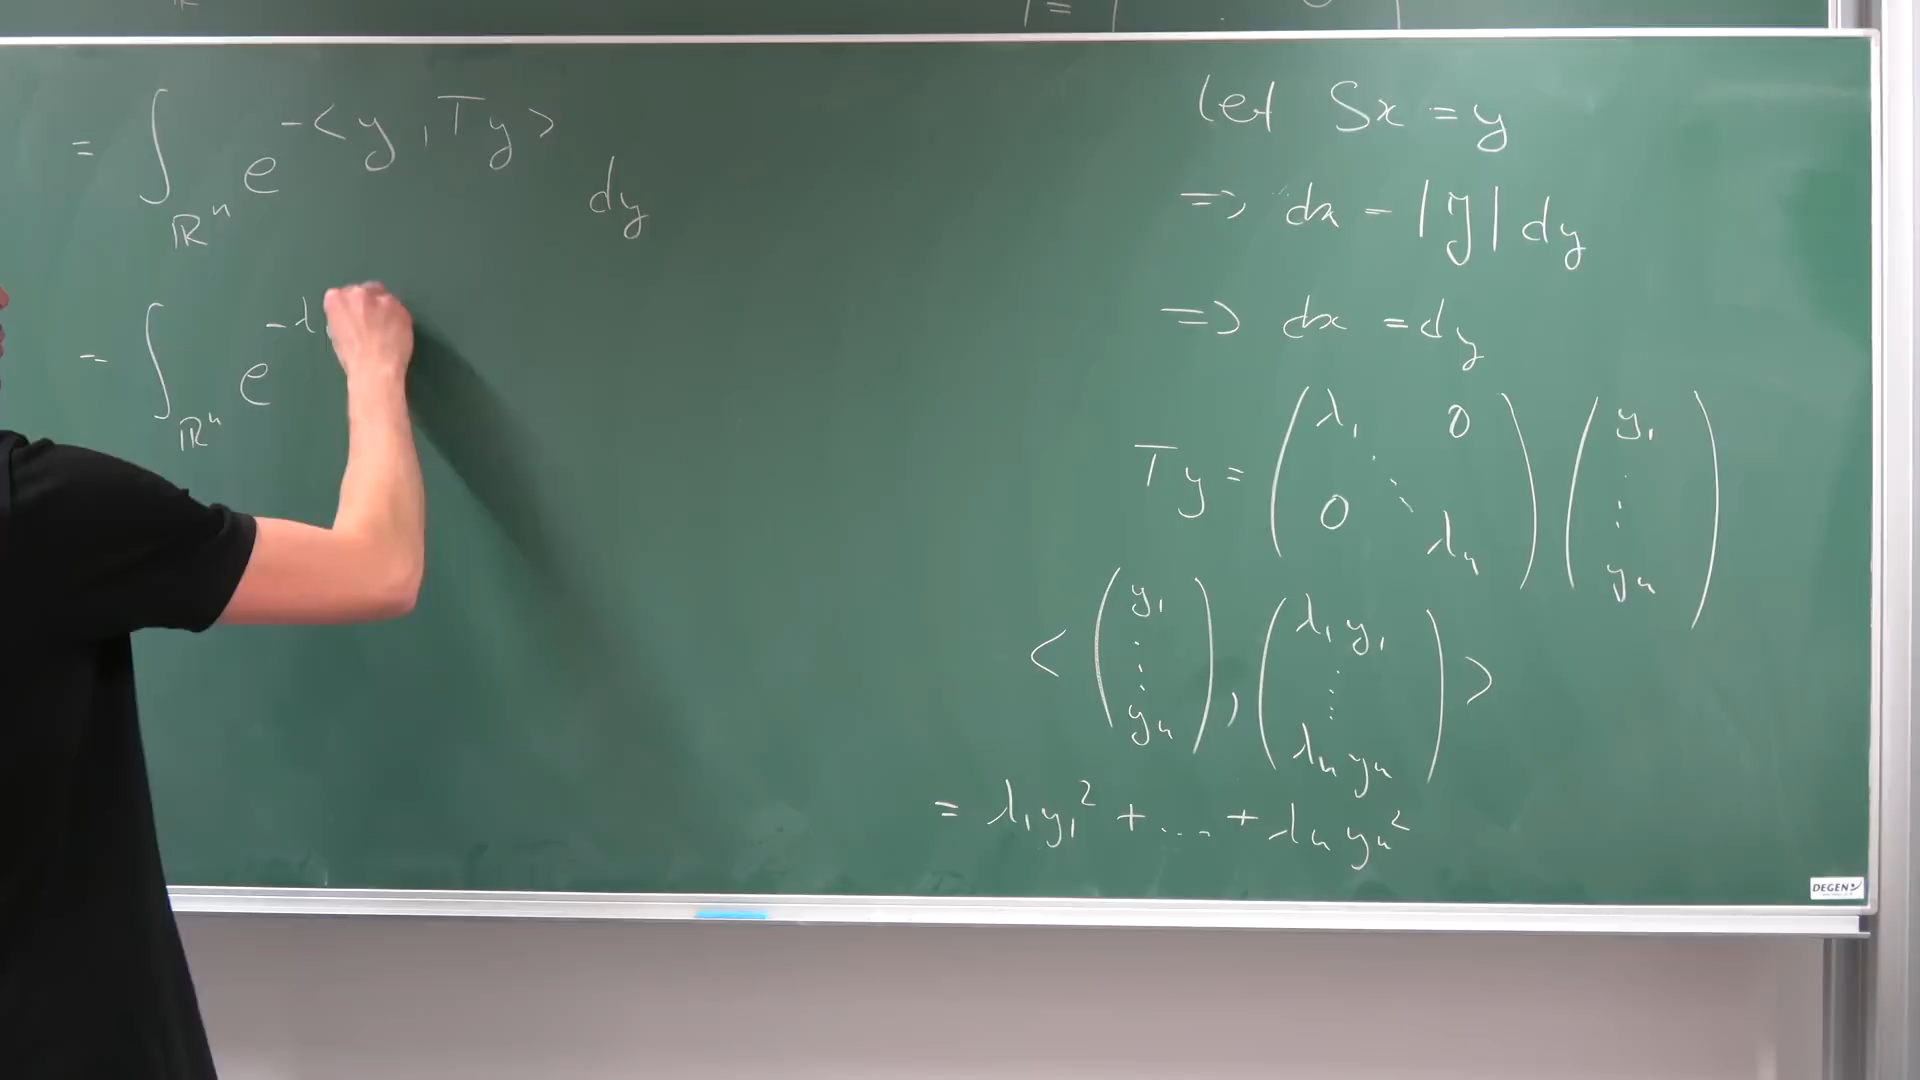 = ∫_{ℝⁿ} e^{-<y, Ty>} dy
= ∫_{ℝⁿ} e^{-λ₁
let Sx = y
=> dx = |J| dy
=> dx = dy
Ty = ( λ₁ 0 ⋱ 0 λₙ ) ( y₁ ⋮ yₙ )
< ( y₁ ⋮ yₙ ), ( λ₁y₁ ⋮ λₙyₙ ) >
= λ₁y₁² + .... + λₙyₙ²
DEGEN